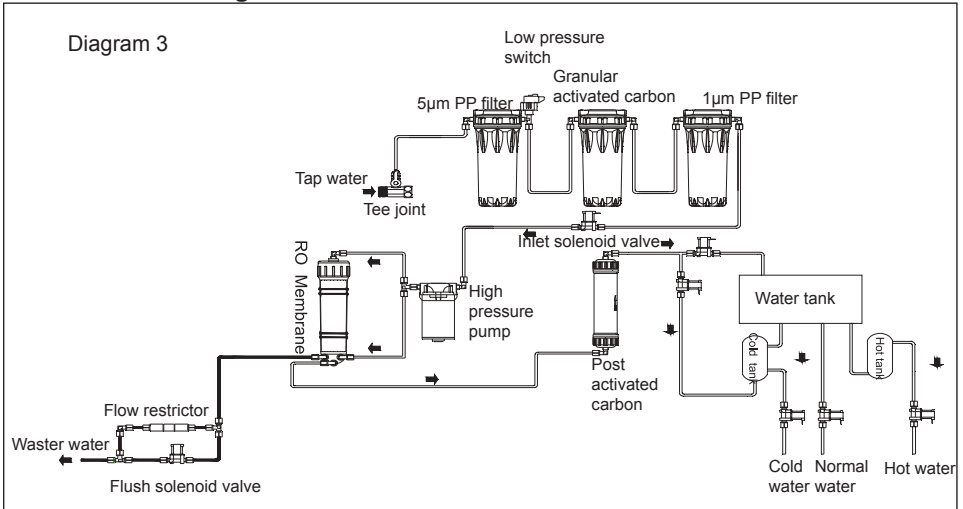 Diagram 3
Low pressure
switch
Granular
activated carbon
5µm PP filter
1µm PP filter
Tap water
Tee joint
Inlet solenoid valve
RO Membrane
High
pressure
pump
Water tank
Cold tank
Hot tank
Post
activated
carbon
Flow restrictor
Waster water
Flush solenoid valve
Cold
water
Normal
water
Hot water